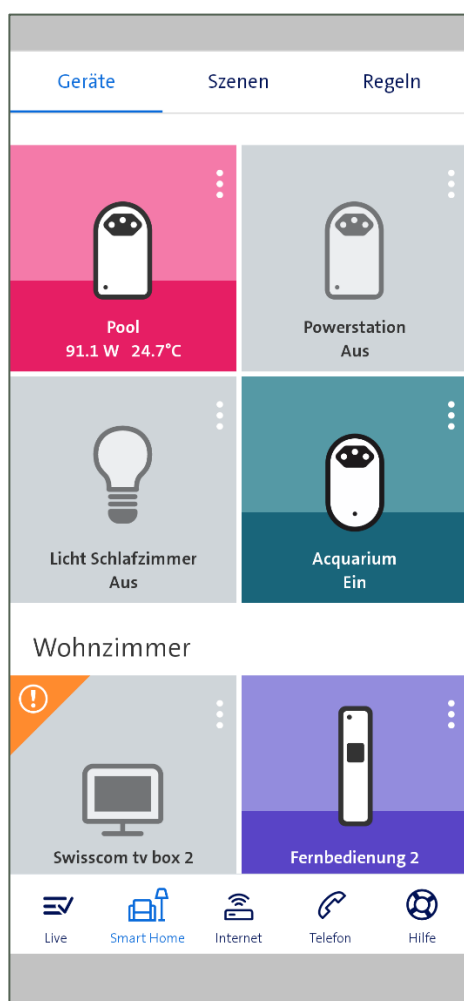 Geräte Szenen Regeln
Pool
91.1 W 24.7°C
Powerstation
Aus
Licht Schlafzimmer
Aus
Acquarium
Ein
Wohnzimmer
Swisscom tv box 2
Fernbedienung 2
Live Smart Home Internet Telefon Hilfe